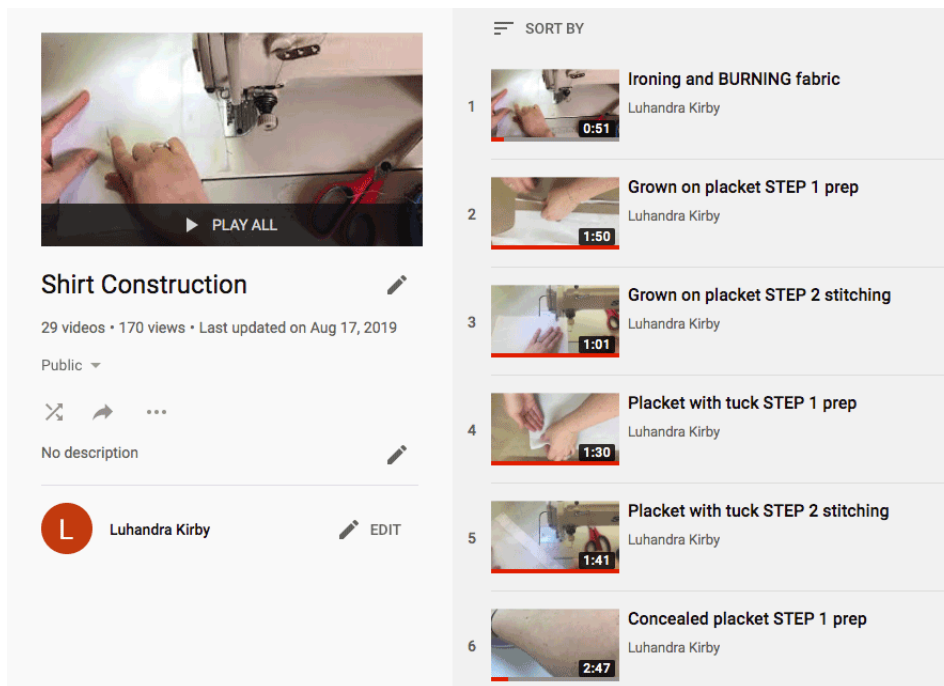 PLAY ALL
Shirt Construction
29 videos • 170 views • Last updated on Aug 17, 2019
Public
No description
L
Luhandra Kirby
EDIT
SORT BY
1
0:51
Ironing and BURNING fabric
Luhandra Kirby
2
1:50
Grown on placket STEP 1 prep
Luhandra Kirby
3
1:01
Grown on placket STEP 2 stitching
Luhandra Kirby
4
1:30
Placket with tuck STEP 1 prep
Luhandra Kirby
5
1:41
Placket with tuck STEP 2 stitching
Luhandra Kirby
6
2:47
Concealed placket STEP 1 prep
Luhandra Kirby